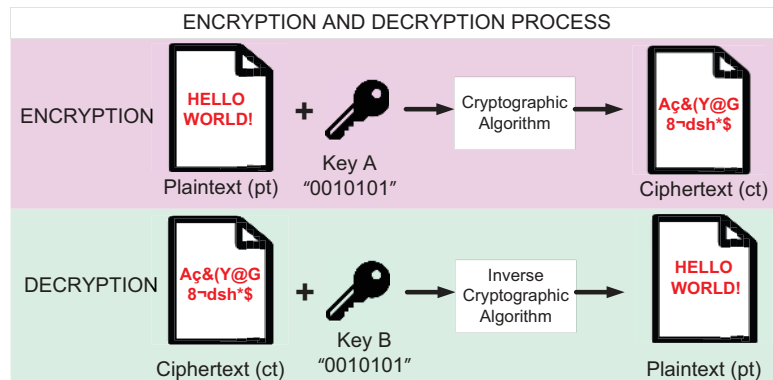 ENCRYPTION AND DECRYPTION PROCESS
ENCRYPTION
HELLO
WORLD!
Plaintext (pt)
+
Key A
"0010101"
Cryptographic
Algorithm
Aç&(Y@G
8¬dsh*$
Ciphertext (ct)
DECRYPTION
Aç&(Y@G
8¬dsh*$
Ciphertext (ct)
+
Key B
"0010101"
Inverse
Cryptographic
Algorithm
HELLO
WORLD!
Plaintext (pt)